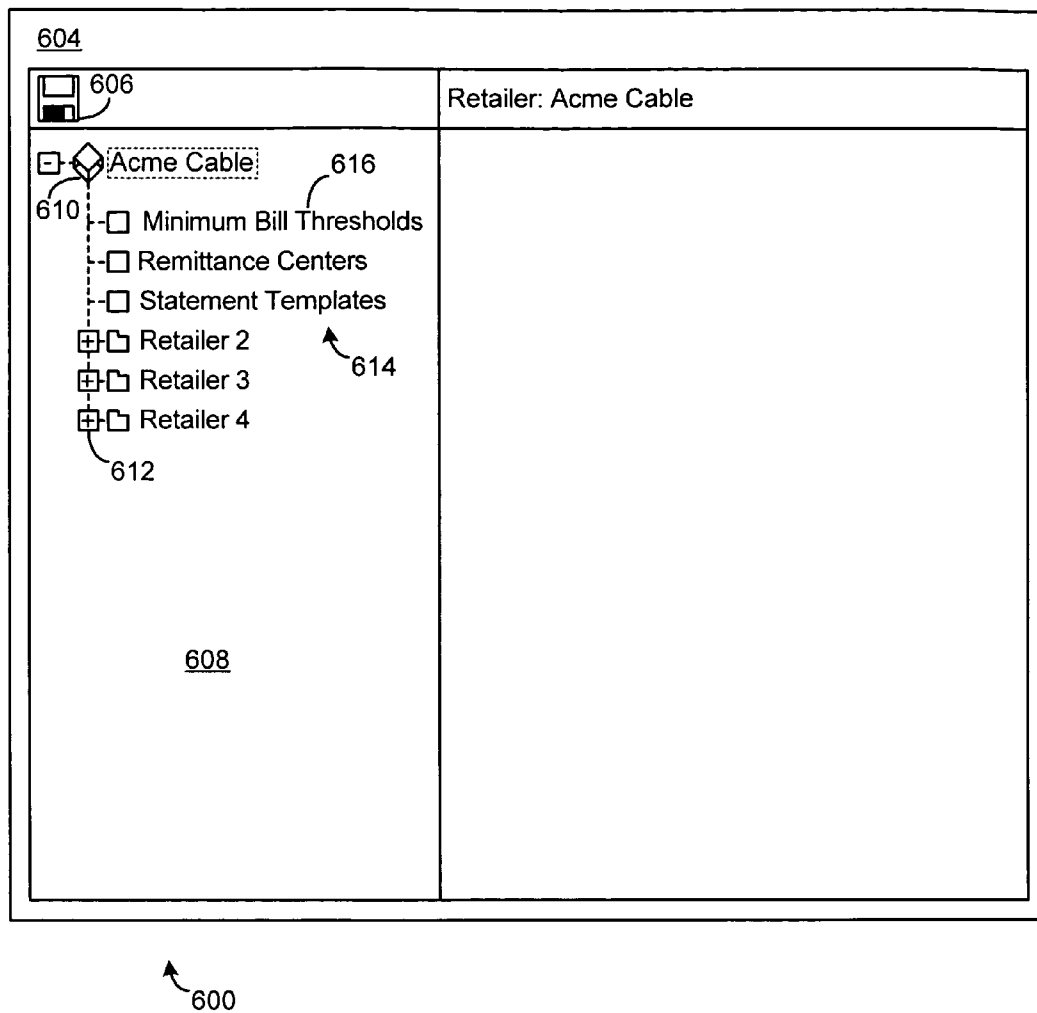 604
606
Retailer: Acme Cable
Acme Cable
616
610
Minimum Bill Thresholds
Remittance Centers
Statement Templates
Retailer 2
614
Retailer 3
Retailer 4
612
608
600